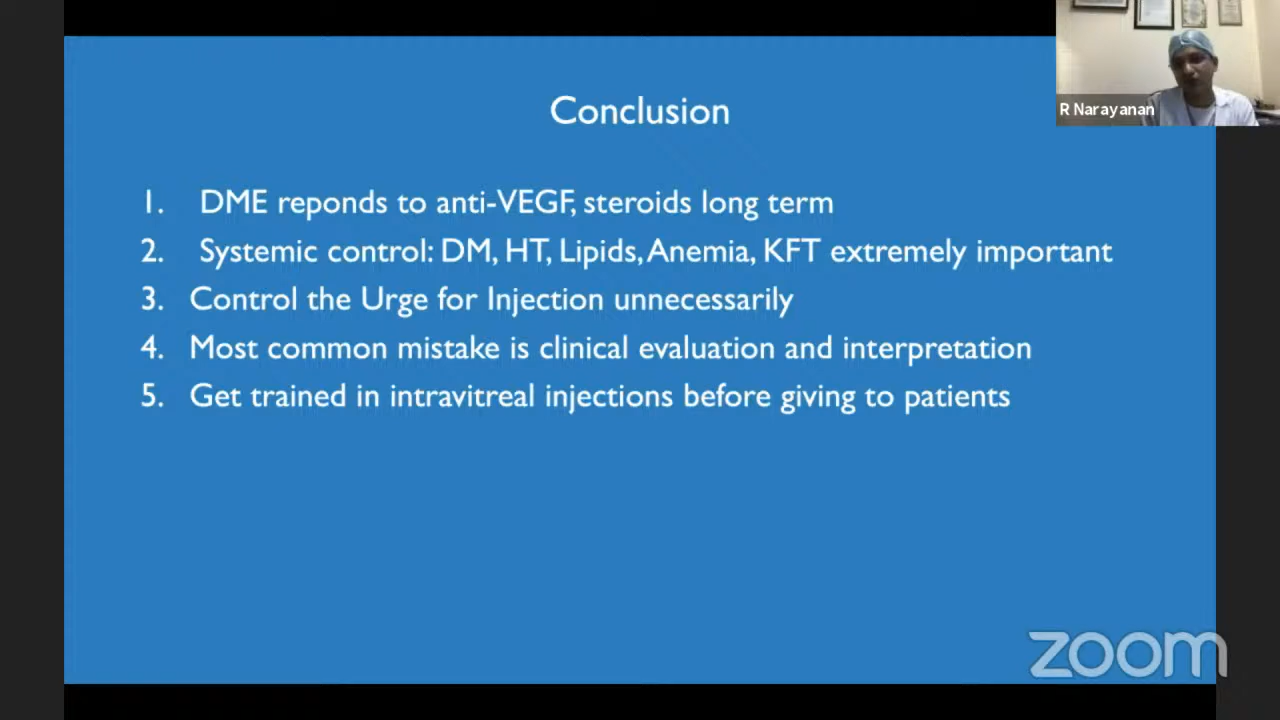 R Narayanan
Conclusion
1. DME reponds to anti-VEGF, steroids long term
2. Systemic control: DM, HT, Lipids, Anemia, KFT extremely important
3. Control the Urge for Injection unnecessarily
4. Most common mistake is clinical evaluation and interpretation
5. Get trained in intravitreal injections before giving to patients
zoom